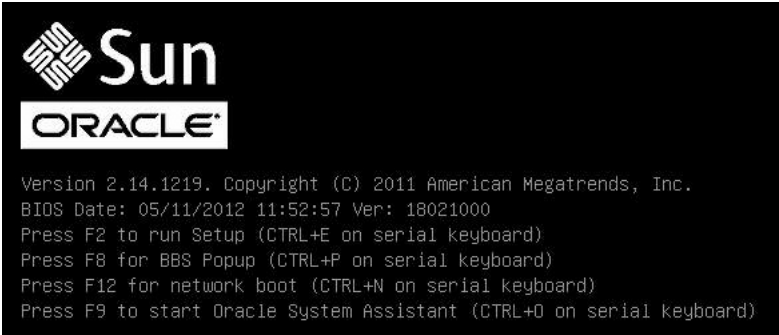 Sun
ORACLE
Version 2.14.1219. Copyright (C) 2011 American Megatrends, Inc.
BIOS Date: 05/11/2012 11:52:57 Ver: 18021000
Press F2 to run Setup (CTRL+E on serial keyboard)
Press F8 for BBS Popup (CTRL+P on serial keyboard)
Press F12 for network boot (CTRL+N on serial keyboard)
Press F9 to start Oracle System Assistant (CTRL+O on serial keyboard)